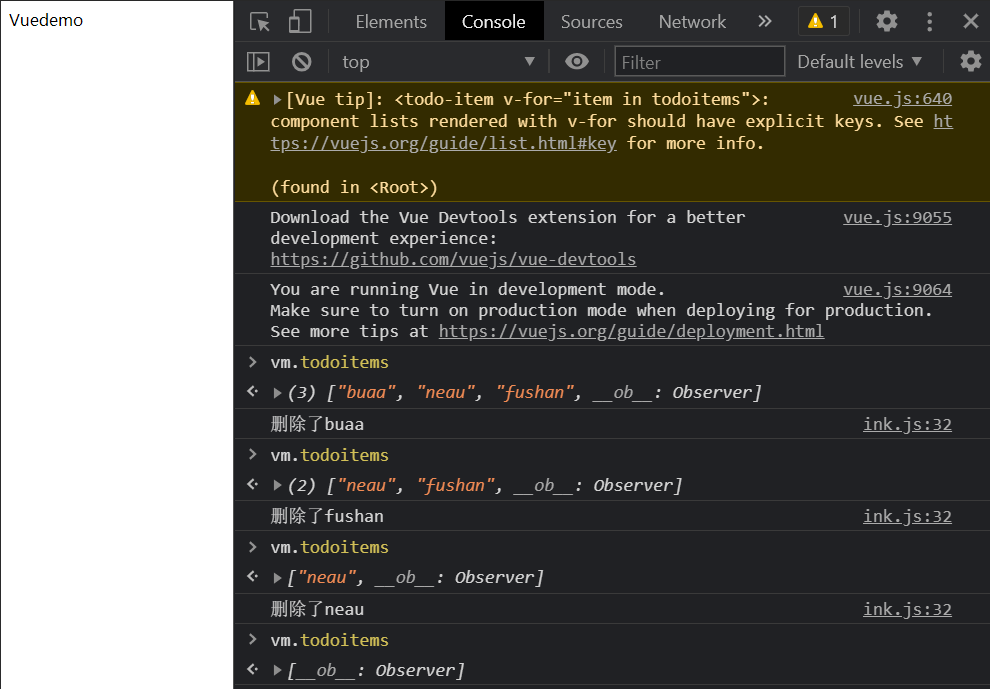 Vuedemo
Elements Console Sources Network » 1
top ▼ Filter Default levels ▼
▶[Vue tip]: <todo-item v-for="item in todoitems">: vue.js:640
component lists rendered with v-for should have explicit keys. See ht
tps://vuejs.org/guide/list.html#key for more info.
(found in <Root>)
Download the Vue Devtools extension for a better vue.js:9055
development experience:
https://github.com/vuejs/vue-devtools
You are running Vue in development mode. vue.js:9064
Make sure to turn on production mode when deploying for production.
See more tips at https://vuejs.org/guide/deployment.html
> vm.todoitems
▶(3) ["buaa", "neau", "fushan", __ob__: Observer]
删除了buaa ink.js:32
> vm.todoitems
▶(2) ["neau", "fushan", __ob__: Observer]
删除了fushan ink.js:32
> vm.todoitems
▶["neau", __ob__: Observer]
删除了neau ink.js:32
> vm.todoitems
▶[__ob__: Observer]